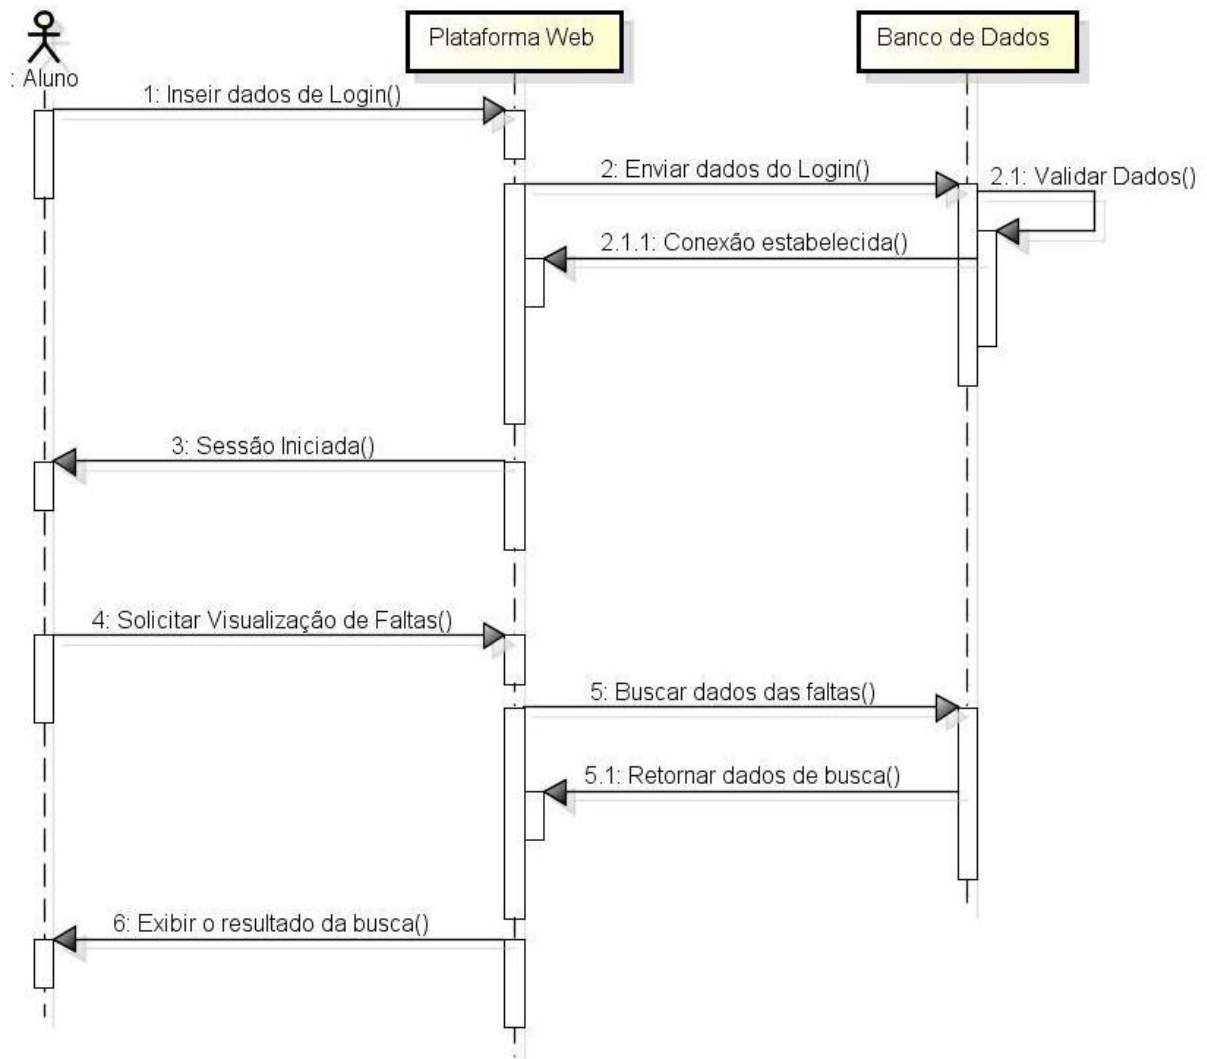 Plataforma Web
Banco de Dados
: Aluno
1: Inseir dados de Login()
2: Enviar dados do Login()
2.1: Validar Dados()
2.1.1: Conexão estabelecida()
3: Sessão Iniciada()
4: Solicitar Visualização de Faltas()
5: Buscar dados das faltas()
5.1: Retornar dados de busca()
6: Exibir o resultado da busca()